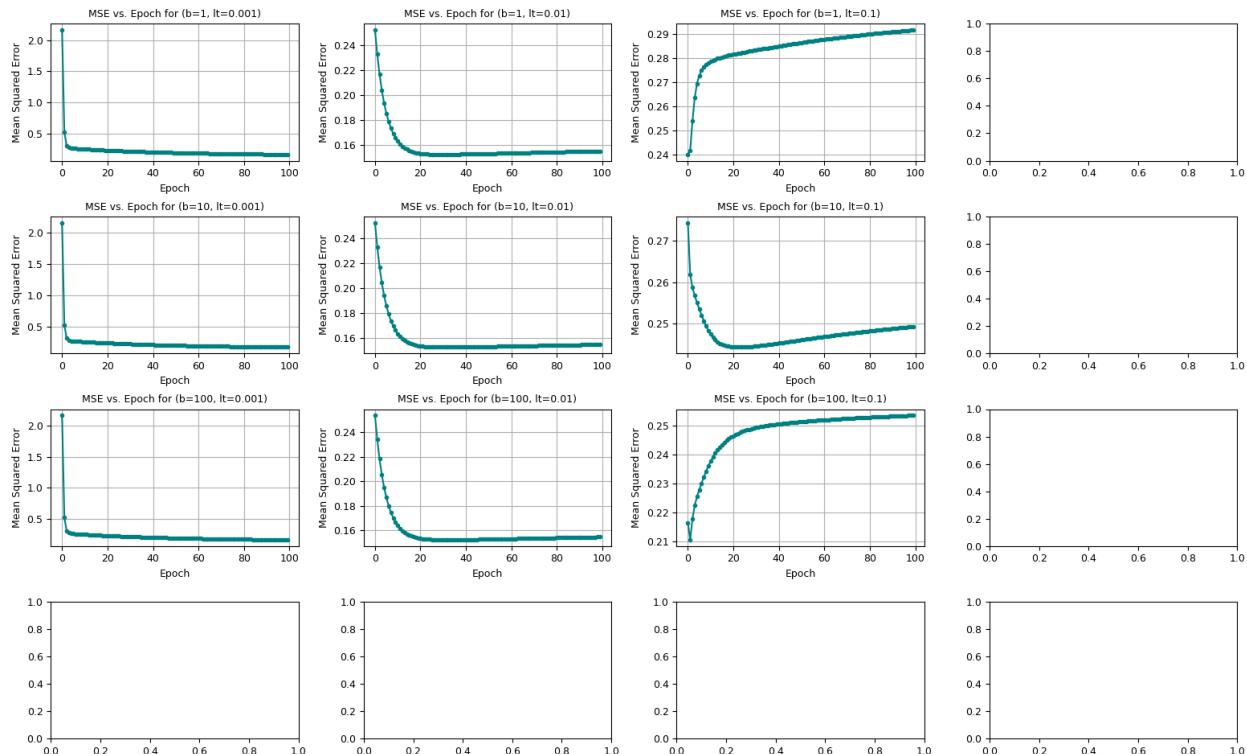 MSE vs. Epoch for (b=1, lt=0.001)
Mean Squared Error
2.0
1.5
1.0
0.5
0 20 40 60 80 100
Epoch
MSE vs. Epoch for (b=1, lt=0.01)
Mean Squared Error
0.24
0.22
0.20
0.18
0.16
0 20 40 60 80 100
Epoch
MSE vs. Epoch for (b=1, lt=0.1)
Mean Squared Error
0.29
0.28
0.27
0.26
0.25
0.24
0 20 40 60 80 100
Epoch
1.0
0.8
0.6
0.4
0.2
0.0
0.0 0.2 0.4 0.6 0.8 1.0
MSE vs. Epoch for (b=10, lt=0.001)
Mean Squared Error
2.0
1.5
1.0
0.5
0 20 40 60 80 100
Epoch
MSE vs. Epoch for (b=10, lt=0.01)
Mean Squared Error
0.24
0.22
0.20
0.18
0.16
0 20 40 60 80 100
Epoch
MSE vs. Epoch for (b=10, lt=0.1)
Mean Squared Error
0.27
0.26
0.25
0 20 40 60 80 100
Epoch
1.0
0.8
0.6
0.4
0.2
0.0
0.0 0.2 0.4 0.6 0.8 1.0
MSE vs. Epoch for (b=100, lt=0.001)
Mean Squared Error
2.0
1.5
1.0
0.5
0 20 40 60 80 100
Epoch
MSE vs. Epoch for (b=100, lt=0.01)
Mean Squared Error
0.24
0.22
0.20
0.18
0.16
0 20 40 60 80 100
Epoch
MSE vs. Epoch for (b=100, lt=0.1)
Mean Squared Error
0.25
0.24
0.23
0.22
0.21
0 20 40 60 80 100
Epoch
1.0
0.8
0.6
0.4
0.2
0.0
0.0 0.2 0.4 0.6 0.8 1.0
1.0
0.8
0.6
0.4
0.2
0.0
0.0 0.2 0.4 0.6 0.8 1.0
1.0
0.8
0.6
0.4
0.2
0.0
0.0 0.2 0.4 0.6 0.8 1.0
1.0
0.8
0.6
0.4
0.2
0.0
0.0 0.2 0.4 0.6 0.8 1.0
1.0
0.8
0.6
0.4
0.2
0.0
0.0 0.2 0.4 0.6 0.8 1.0